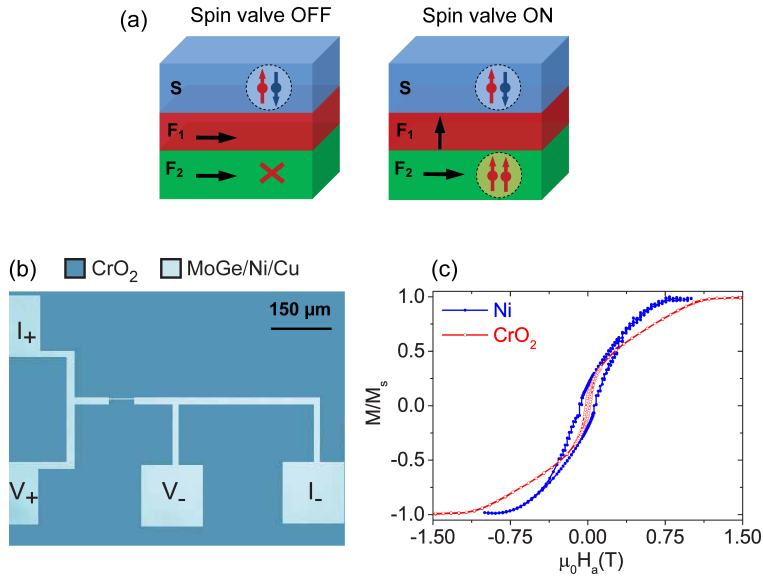 (a)
Spin valve OFF
Spin valve ON
S
F₁
F₂
S
F₁
F₂
(b)
CrO₂
MoGe/Ni/Cu
150 µm
I₊
V₊
V₋
I₋
(c)
Ni
CrO₂
M/Mₛ
1.0
0.5
0.0
-0.5
-1.0
-1.50 -0.75 0.00 0.75 1.50
µ₀Hₐ(T)